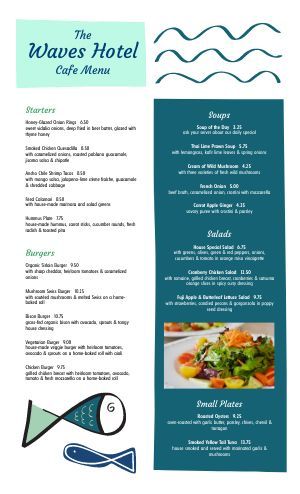 The
Waves Hotel
Cafe Menu
Starters
Honey-Glazed Onion Rings 6.50
sweet vidalia onions, deep fried in beer batter, glazed with
thyme honey
Smoked Chicken Quesadilla 8.50
with caramelized onions, roasted poblano guacamole,
jicama salsa & chipotle
Ancho Chile Shrimp Tacos 8.50
with mango salsa, jalapeno-lime crème fraiche, guacamole
& shredded cabbage
Fried Calamari 8.50
with house-made marinara and salad greens
Hummus Plate 7.75
house-made hummus, carrot sticks, cucumber rounds, fresh
radish & toasted pita
Burgers
Organic Sirloin Burger 9.50
with sharp cheddar, heirloom tomatoes & caramelized
onions
Mushroom Swiss Burger 10.25
with roasted mushrooms & melted Swiss on a home-
baked roll
Bison Burger 10.75
grass-fed organic bison with avocado, sprouts & tangy
house dressing
Vegetarian Burger 9.00
house-made veggie burger with heirloom tomatoes,
avocado & sprouts on a home-baked roll with aioli
Chicken Burger 9.75
grilled chicken breast with heirloom tomatoes, avocado,
tomato & fresh mozzarella on a home-baked roll
Soups
Soup of the Day 3.25
ask your server about our daily special
Thai Lime Prawn Soup 5.75
with lemongrass, kaffir lime leaves & spring onions
Cream of Wild Mushroom 4.25
with three varieties of fresh wild mushrooms
French Onion 5.00
beef broth, caramelized onion, crostini with mozzarella
Carrot Apple Ginger 4.25
savory puree with crostini & parsley
Salads
House Special Salad 6.75
with greens, olives, green & red peppers, onions,
cucumbers & tomato in orange miso vinaigrette
Cranberry Chicken Salad 12.50
with romaine, grilled chicken breast, cranberries & satsuma
orange slices in spicy curry dressing
Fuji Apple & Butterleaf Lettuce Salad 9.75
with strawberries, candied pecans & gorgonzola in poppy
seed dressing
Small Plates
Roasted Oysters 9.25
oven-roasted with garlic butter, parsley, chives, chervil &
tarragon
Smoked Yellow Tail Tuna 13.75
house smoked and served with marinated garlic &
mushrooms